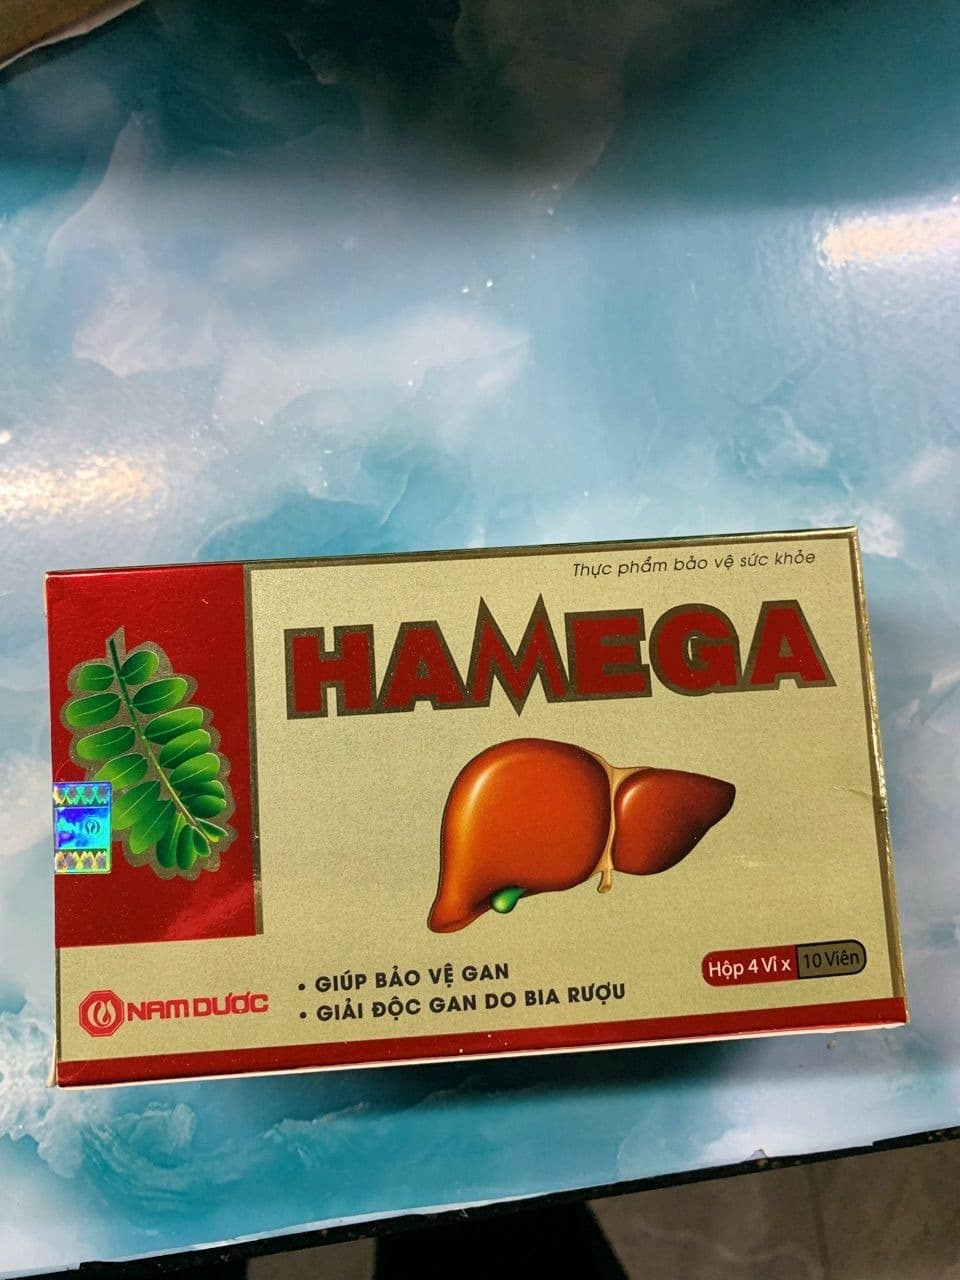 Thực phẩm bảo vệ sức khỏe
HAMEGA
NAM DƯỢC
• GIÚP BẢO VỆ GAN
• GIẢI ĐỘC GAN DO BIA RƯỢU
Hộp 4 Vỉ x 10 Viên